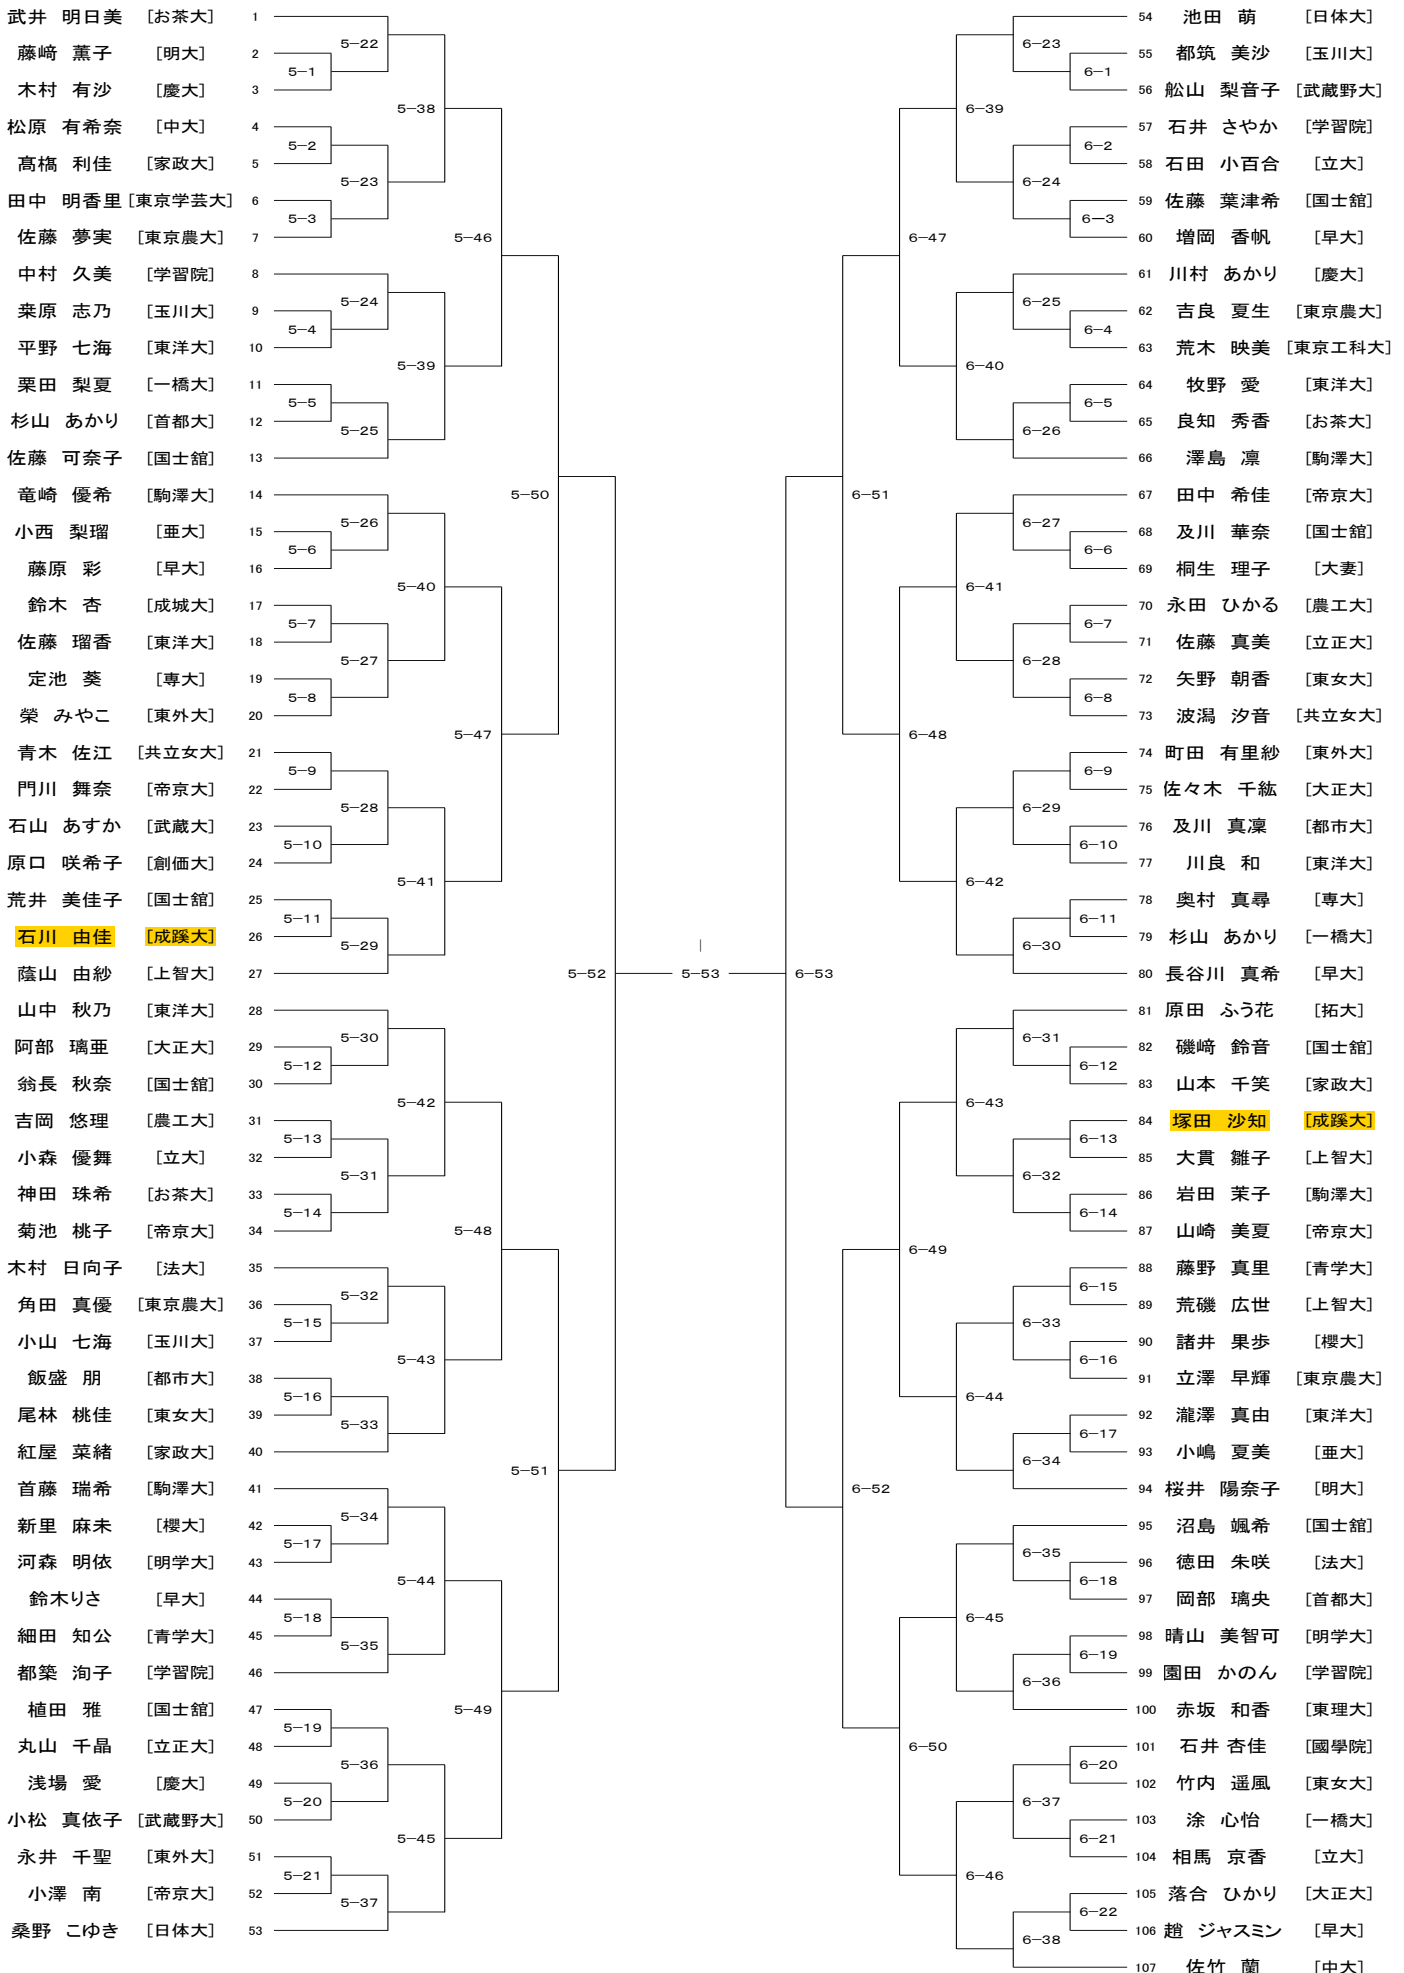 武井 明日美 [お茶大] 1
5-22
藤﨑 薫子 [明大] 2
5-1
木村 有沙 [慶大] 3
5-38
松原 有希奈 [中大] 4
5-2
髙橋 利佳 [家政大] 5
5-23
田中 明香里 [東京学芸大] 6
5-3
佐藤 夢実 [東京農大] 7
5-46
中村 久美 [学習院] 8
5-24
桒原 志乃 [玉川大] 9
5-4
平野 七海 [東洋大] 10
5-39
栗田 梨夏 [一橋大] 11
5-5
杉山 あかり [首都大] 12
5-25
佐藤 可奈子 [国士舘] 13
竜崎 優希 [駒澤大] 14
5-50
5-26
小西 梨瑠 [亜大] 15
5-6
藤原 彩 [早大] 16
5-40
鈴木 杏 [成城大] 17
5-7
佐藤 瑠香 [東洋大] 18
5-27
定池 葵 [専大] 19
5-8
榮 みやこ [東外大] 20
5-47
青木 佐江 [共立女大] 21
5-9
門川 舞奈 [帝京大] 22
5-28
石山 あすか [武蔵大] 23
5-10
原口 咲希子 [創価大] 24
5-41
荒井 美佳子 [国士舘] 25
5-11
石川 由佳 [成蹊大] 26
5-29
蔭山 由紗 [上智大] 27
5-52
5-53
山中 秋乃 [東洋大] 28
5-30
阿部 璃亜 [大正大] 29
5-12
翁長 秋奈 [国士舘] 30
5-42
吉岡 悠理 [農工大] 31
5-13
小森 優舞 [立大] 32
5-31
神田 珠希 [お茶大] 33
5-14
菊池 桃子 [帝京大] 34
5-48
木村 日向子 [法大] 35
5-32
角田 真優 [東京農大] 36
5-15
小山 七海 [玉川大] 37
5-43
飯盛 朋 [都市大] 38
5-16
尾林 桃佳 [東女大] 39
5-33
紅屋 菜緒 [家政大] 40
5-51
首藤 瑞希 [駒澤大] 41
5-34
新里 麻未 [櫻大] 42
5-17
河森 明依 [明学大] 43
5-44
鈴木りさ [早大] 44
5-18
細田 知公 [青学大] 45
5-35
都築 洵子 [学習院] 46
植田 雅 [国士舘] 47
5-49
5-19
丸山 千晶 [立正大] 48
5-36
浅場 愛 [慶大] 49
5-20
小松 真依子 [武蔵野大] 50
5-45
永井 千聖 [東外大] 51
5-21
小澤 南 [帝京大] 52
5-37
桑野 こゆき [日体大] 53
54 池田 萌 [日体大]
6-23
55 都筑 美沙 [玉川大]
6-1
56 舩山 梨音子 [武蔵野大]
6-39
57 石井 さやか [学習院]
6-2
58 石田 小百合 [立大]
6-24
59 佐藤 葉津希 [国士舘]
6-3
60 増岡 香帆 [早大]
6-47
61 川村 あかり [慶大]
6-25
62 吉良 夏生 [東京農大]
6-4
63 荒木 映美 [東京工科大]
6-40
64 牧野 愛 [東洋大]
6-5
65 良知 秀香 [お茶大]
6-26
66 澤島 凛 [駒澤大]
67 田中 希佳 [帝京大]
6-51
6-27
68 及川 華奈 [国士舘]
6-6
69 桐生 理子 [大妻]
6-41
70 永田 ひかる [農工大]
6-7
71 佐藤 真美 [立正大]
6-28
72 矢野 朝香 [東女大]
6-8
73 波潟 汐音 [共立女大]
6-48
74 町田 有里紗 [東外大]
6-9
75 佐々木 千紘 [大正大]
6-29
76 及川 真凜 [都市大]
6-10
77 川良 和 [東洋大]
6-42
78 奥村 真尋 [専大]
6-11
79 杉山 あかり [一橋大]
6-30
80 長谷川 真希 [早大]
6-53
81 原田 ふう花 [拓大]
6-31
82 磯﨑 鈴音 [国士舘]
6-12
83 山本 千笑 [家政大]
6-43
84 塚田 沙知 [成蹊大]
6-13
85 大貫 雛子 [上智大]
6-32
86 岩田 茉子 [駒澤大]
6-14
87 山崎 美夏 [帝京大]
6-49
88 藤野 真里 [青学大]
6-15
89 荒磯 広世 [上智大]
6-33
90 諸井 果歩 [櫻大]
6-16
91 立澤 早輝 [東京農大]
6-44
92 瀧澤 真由 [東洋大]
6-17
93 小嶋 夏美 [亜大]
6-34
94 桜井 陽奈子 [明大]
6-52
95 沼島 颯希 [国士舘]
6-35
96 徳田 朱咲 [法大]
6-18
97 岡部 璃央 [首都大]
6-45
98 晴山 美智可 [明学大]
6-19
99 園田 かのん [学習院]
6-36
100 赤坂 和香 [東理大]
101 石井 杏佳 [國學院]
6-50
6-20
102 竹内 遥風 [東女大]
6-37
103 涂 心怡 [一橋大]
6-21
104 相馬 京香 [立大]
6-46
105 落合 ひかり [大正大]
6-22
106 趙 ジャスミン [早大]
6-38
107 佐竹 蘭 [中大]